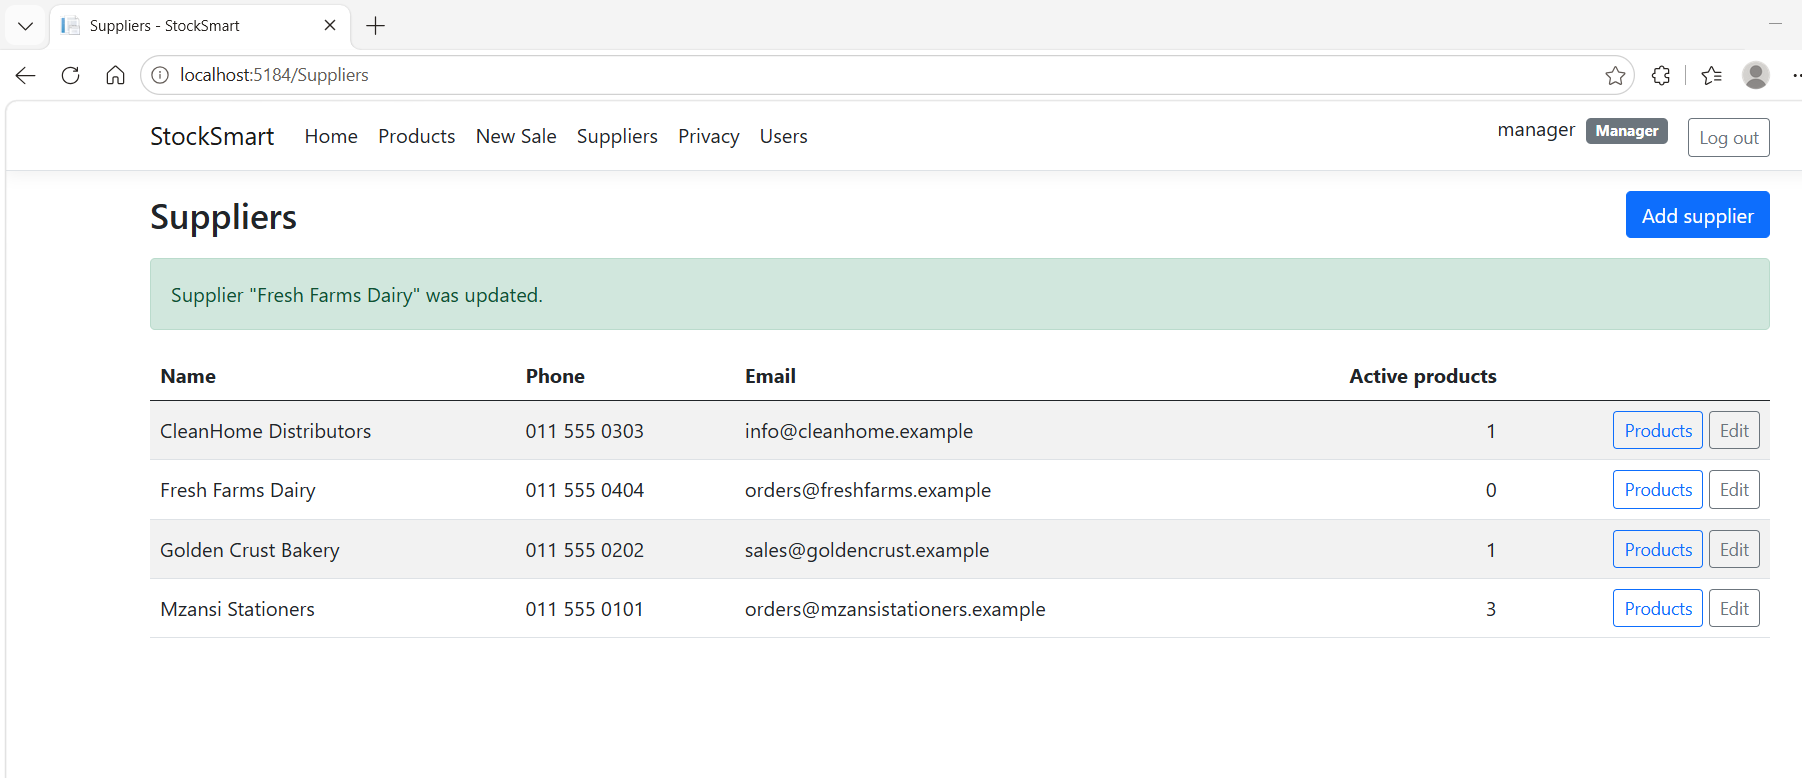 Suppliers - StockSmart
localhost:5184/Suppliers
StockSmart Home Products New Sale Suppliers Privacy Users manager Manager Log out
Suppliers Add supplier
Supplier "Fresh Farms Dairy" was updated.
Name Phone Email Active products
CleanHome Distributors 011 555 0303 info@cleanhome.example 1 Products Edit
Fresh Farms Dairy 011 555 0404 orders@freshfarms.example 0 Products Edit
Golden Crust Bakery 011 555 0202 sales@goldencrust.example 1 Products Edit
Mzansi Stationers 011 555 0101 orders@mzansistationers.example 3 Products Edit